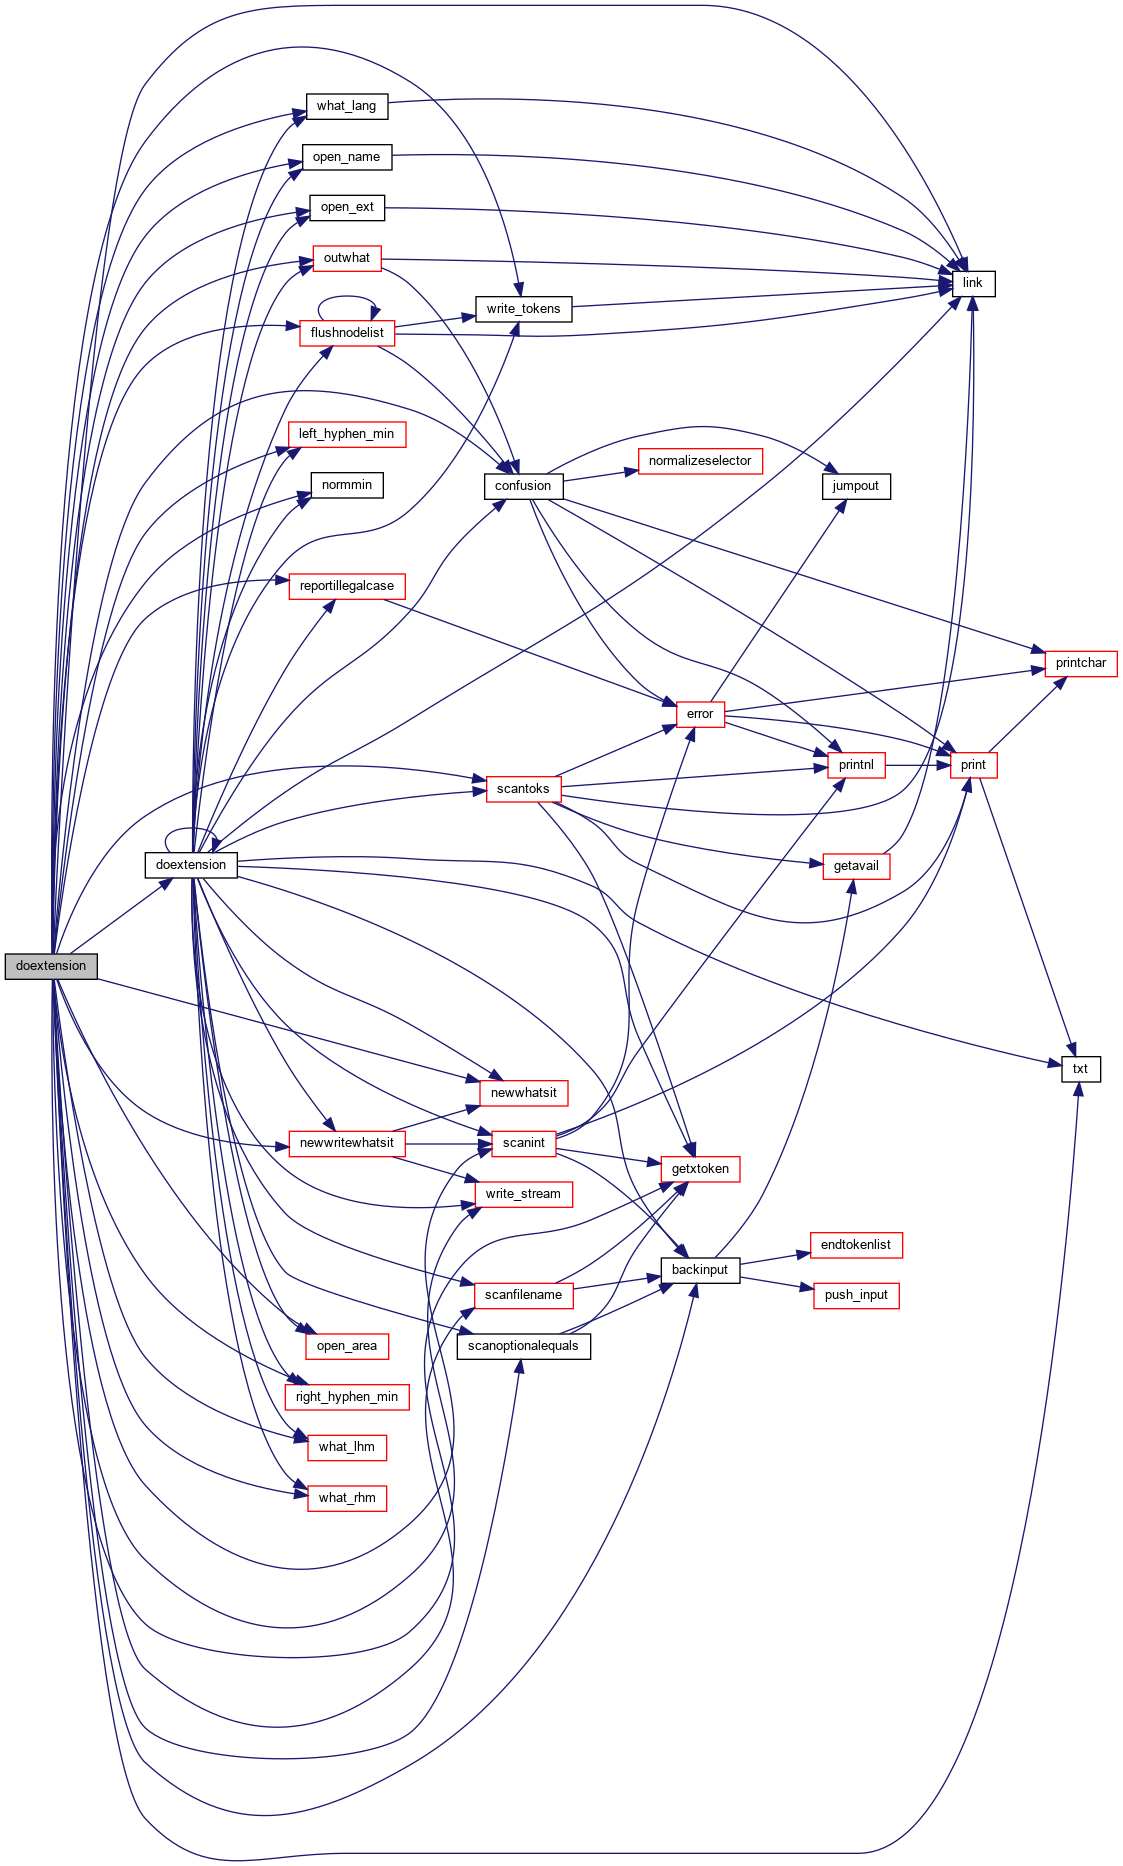 what_lang
open_name
open_ext
outwhat
link
write_tokens
flushnodelist
left_hyphen_min
normalizeselector
normmin
confusion
jumpout
reportillegalcase
printchar
error
printnl
print
scantoks
doextension
getavail
doextension
txt
newwhatsit
newwritewhatsit
scanint
getxtoken
write_stream
endtokenlist
backinput
scanfilename
push_input
open_area
scanoptionalequals
right_hyphen_min
what_lhm
what_rhm